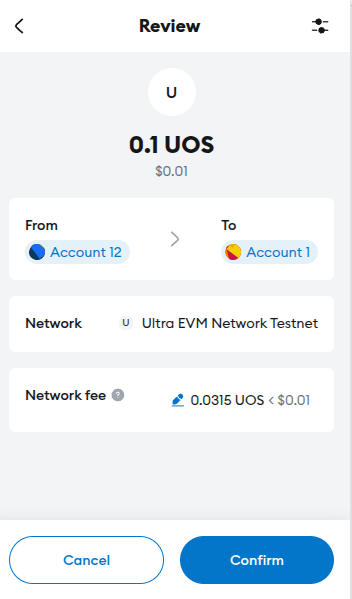 Review
U
0.1 UOS
$0.01
From
To
Account 12
Account 1
Network
U
Ultra EVM Network Testnet
Network fee
?
0.0315 UOS < $0.01
Cancel
Confirm